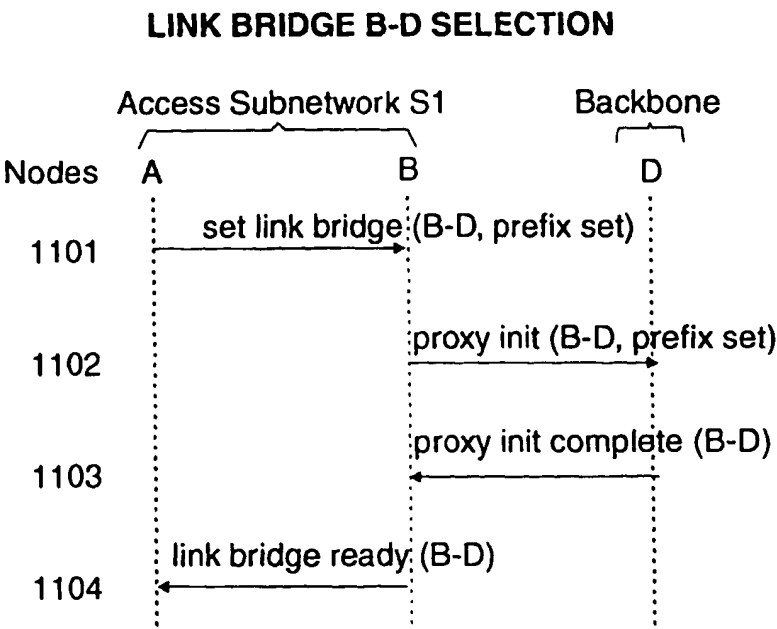 LINK BRIDGE B-D SELECTION
Access Subnetwork S1 Backbone
Nodes A B D
set link bridge (B-D, prefix set)
1101
proxy init (B-D, prefix set)
1102
proxy init complete (B-D)
1103
link bridge ready (B-D)
1104